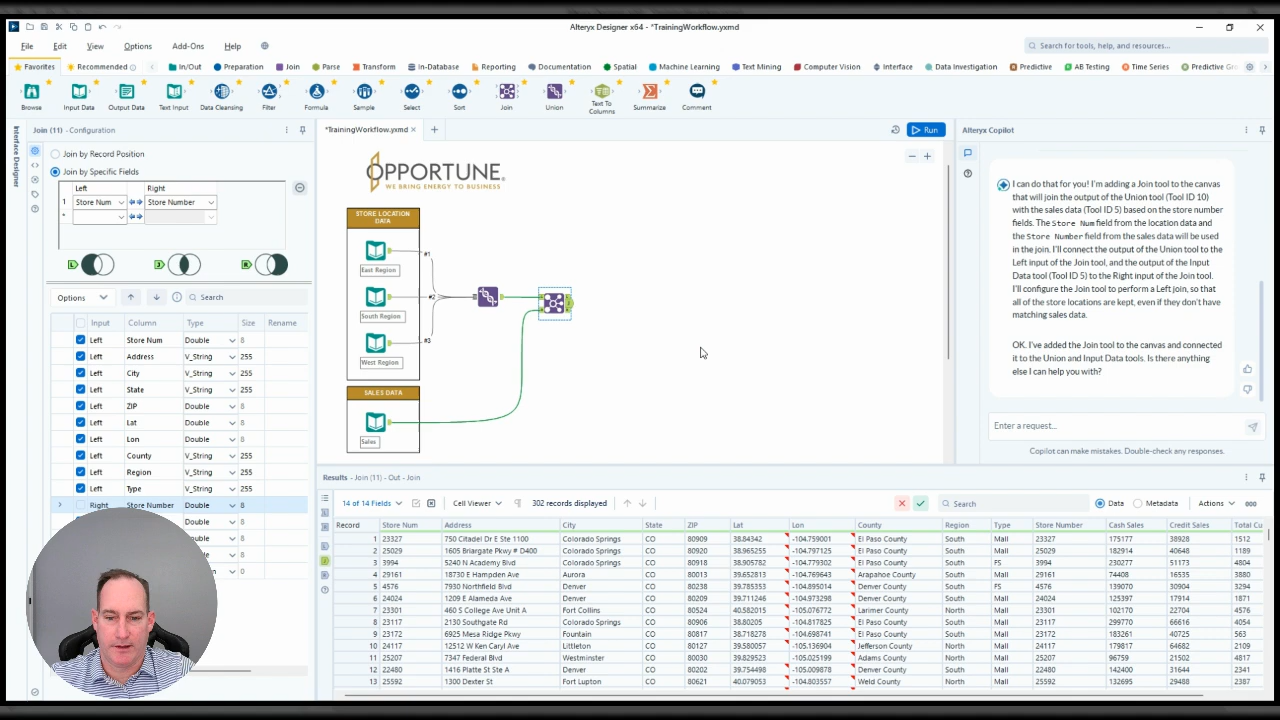 Alteryx Designer x64 - *TrainingWorkflow.yxmd
File Edit View Options Add-Ons Help
Search for tools, help, and resources...
Favorites Recommended In/Out Preparation Join Parse Transform In-Database Reporting Documentation Spatial Machine Learning Text Mining Computer Vision Interface Data Investigation Predictive AB Testing Time Series Predictive Gr
Browse Input Data Output Data Text Input Data Cleansing Filter Formula Sample Select Sort Join Union Text To Columns Summarize Comment
Interface Designer
Join (11) - Configuration
Join by Record Position
Join by Specific Fields
Left Right
1 Store Num Store Number
*
L J R
Options Search
Input Column Type Size Rename
Left Store Num Double 8
Left Address V_String 255
Left City V_String 255
Left State V_String 255
Left ZIP Double 8
Left Lat Double 8
Left Lon Double 8
Left County V_String 255
Left Region V_String 255
Left Type V_String 255
Right Store Number Double 8
8
8
8
0
*TrainingWorkflow.yxmd
Run
OPPORTUNE
WE BRING ENERGY TO BUSINESS
STORE LOCATION
DATA
#1
East Region
#2
South Region
#3
West Region
SALES DATA
Sales
Alteryx Copilot
I can do that for you! I'm adding a Join tool to the canvas
that will join the output of the Union tool (Tool ID 10)
with the sales data (Tool ID 5) based on the store number
fields. The Store Num field from the location data and
the Store Number field from the sales data will be used
in the join. I'll connect the output of the Union tool to the
Left input of the Join tool, and the output of the Input
Data tool (Tool ID 5) to the Right input of the Join tool.
I'll configure the Join tool to perform a Left join, so that
all of the store locations are kept, even if they don't have
matching sales data.
OK. I've added the Join tool to the canvas and connected
it to the Union and Input Data tools. Is there anything
else I can help you with?
Enter a request...
Copilot can make mistakes. Double-check any responses.
Results - Join (11) - Out - Join
14 of 14 Fields Cell Viewer 302 records displayed Search Data Metadata Actions 000
Record Store Num Address City State ZIP Lat Lon County Region Type Store Number Cash Sales Credit Sales Total Cu
1 23327 750 Citadel Dr E Ste 1100 Colorado Springs CO 80909 38.84342 -104.759001 El Paso County South Mall 23327 175177 38928 1512
2 25029 1605 Briargate Pkwy # D400 Colorado Springs CO 80920 38.965255 -104.797125 El Paso County South Mall 25029 182914 40648 1189
3 3994 5240 N Academy Blvd Colorado Springs CO 80918 38.905782 -104.779302 El Paso County South FS 3994 230277 51173 4804
4 29161 18730 E Hampden Ave Aurora CO 80013 39.652813 -104.769643 Arapahoe County South Mall 29161 74408 16535 3880
5 4576 7930 Northfield Blvd Denver CO 80238 39.785353 -104.895001 Denver County South FS 4576 139070 30904 5294
6 24024 1209 E Alameda Ave Denver CO 80209 39.711246 -104.973298 Denver County South Mall 24024 125397 17914 1871
7 23301 460 S College Ave Unit A Fort Collins CO 80524 40.582015 -105.076772 Larimer County North Mall 23301 102170 22704 4576
8 23117 2130 Southgate Rd Colorado Springs CO 80906 38.80205 -104.817825 El Paso County South Mall 23117 299770 66616 4054
9 23172 6925 Mesa Ridge Pkwy Fountain CO 80817 38.718278 -104.698741 El Paso County South Mall 23172 183261 40725 563
10 24117 12512 W Ken Caryl Ave Littleton CO 80127 39.580057 -105.136904 Jefferson County North Mall 24117 179874 64682 2109
11 25207 7347 Federal Blvd Westminster CO 80030 39.829523 -104.025199 Adams County North Mall 25207 96759 21502 4817
12 22480 1416 Platte St Ste A Denver CO 80202 39.754498 -105.009878 Denver County South Mall 22480 142400 22400 2341
13 25592 1300 Dexter St Fort Lupton CO 80621 40.079053 -104.803557 Weld County North Mall 25592 132695 29488 2387